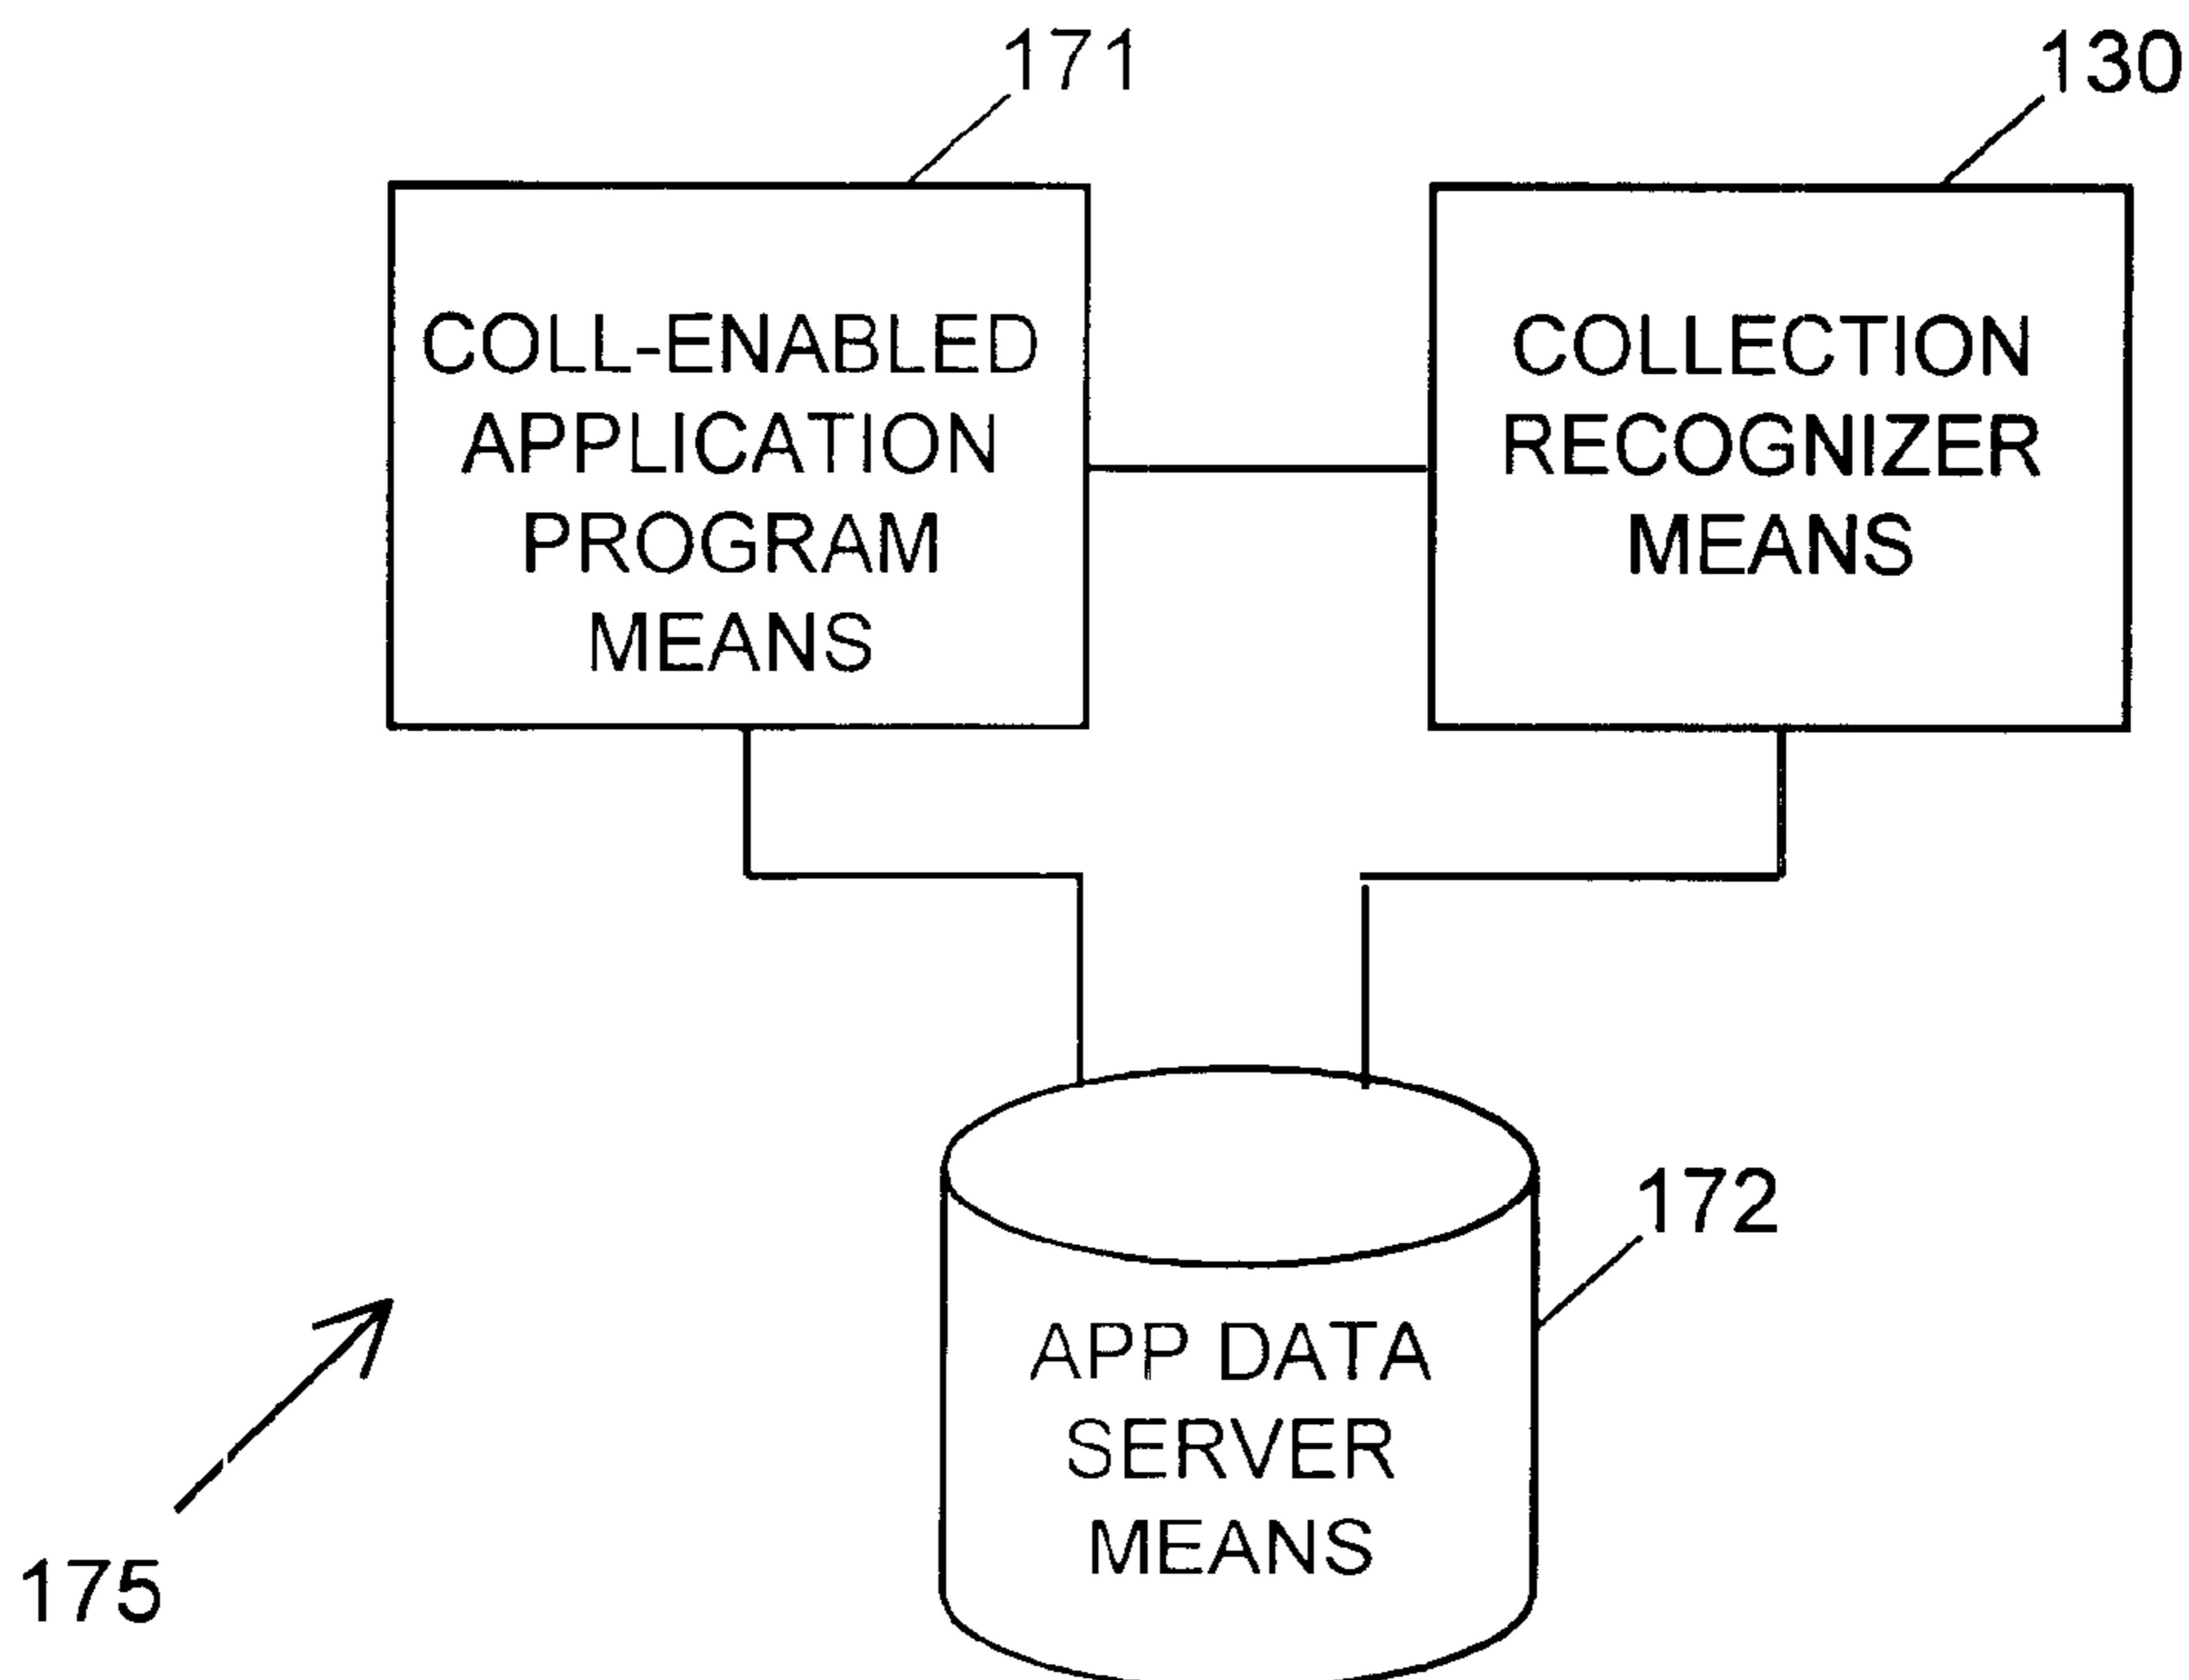 171
130
COLL-ENABLED
APPLICATION
PROGRAM
MEANS
COLLECTION
RECOGNIZER
MEANS
172
APP DATA
SERVER
MEANS
175